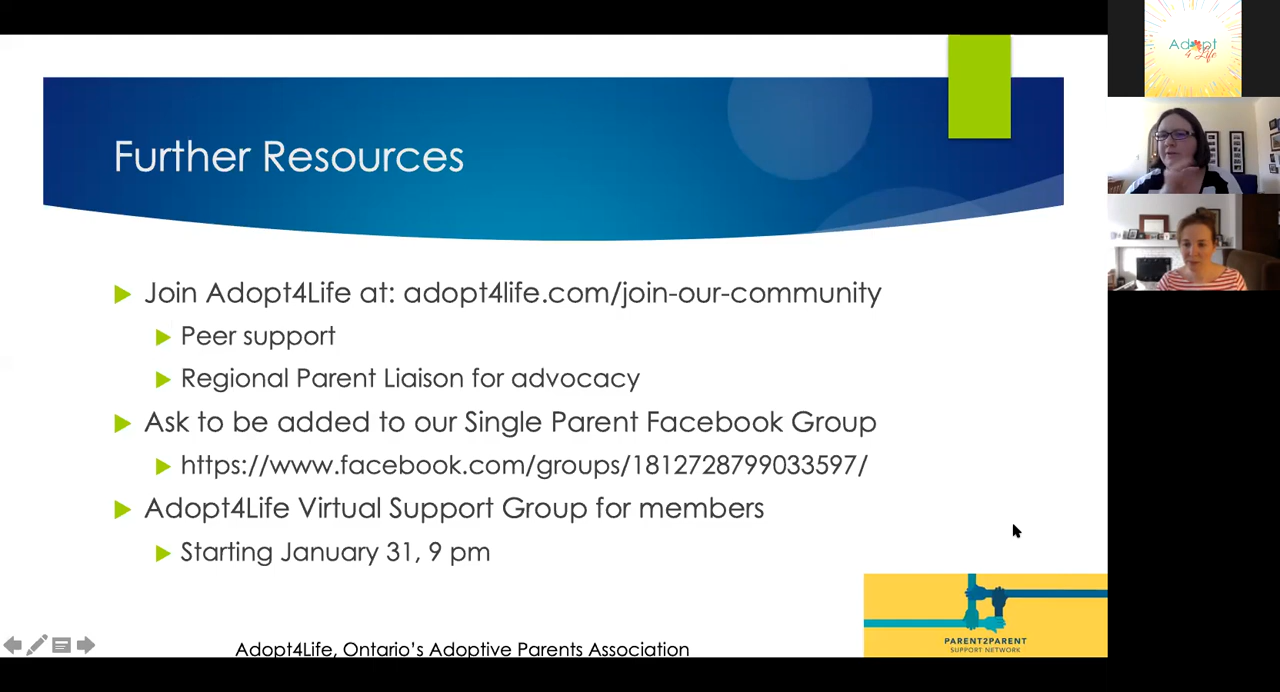 Adopt
4 Life
Further Resources
Join Adopt4Life at: adopt4life.com/join-our-community
Peer support
Regional Parent Liaison for advocacy
Ask to be added to our Single Parent Facebook Group
https://www.facebook.com/groups/1812728799033597/
Adopt4Life Virtual Support Group for members
Starting January 31, 9 pm
PARENT2PARENT
SUPPORT NETWORK
Adopt4Life, Ontario’s Adoptive Parents Association